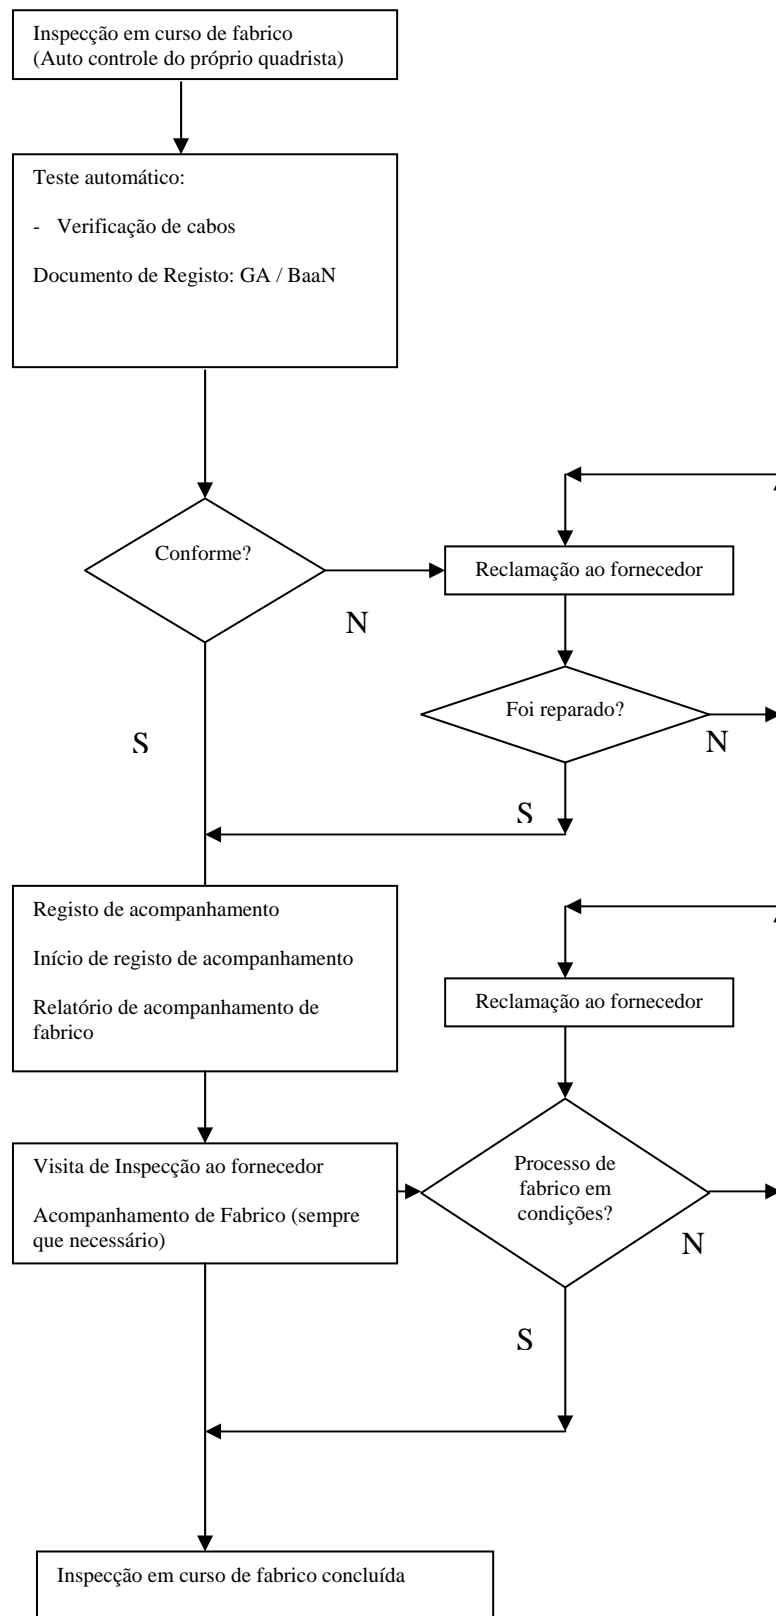 Inspecção em curso de fabrico
(Auto controle do próprio quadrista)
Teste automático:
- Verificação de cabos
Documento de Registo: GA / BaaN
Conforme?
Reclamação ao fornecedor
N
Foi reparado?
N
S
S
Registo de acompanhamento
Início de registo de acompanhamento
Relatório de acompanhamento de
fabrico
Reclamação ao fornecedor
Visita de Inspecção ao fornecedor
Acompanhamento de Fabrico (sempre
que necessário)
Processo de
fabrico em
condições?
N
S
Inspecção em curso de fabrico concluída